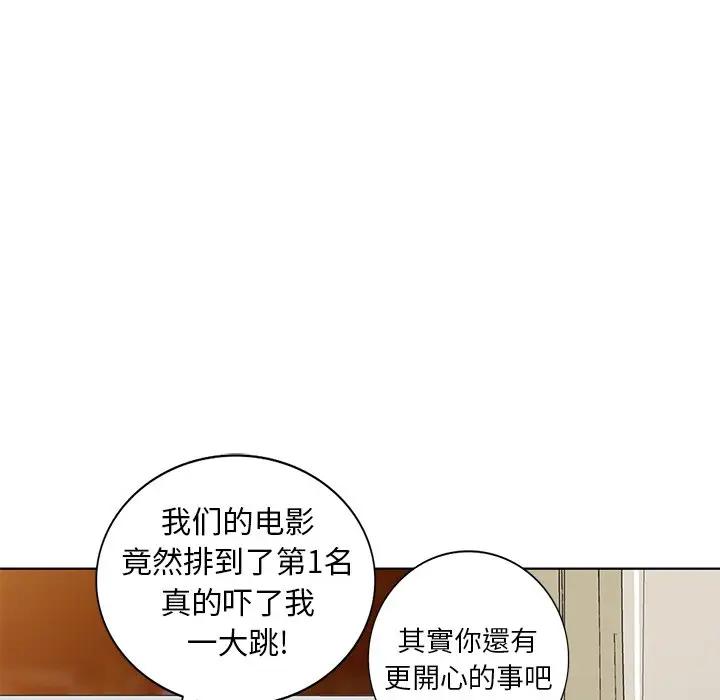 我们的电影
竟然排到了第1名
真的吓了我
一大跳!
其實你還有
更開心的事吧